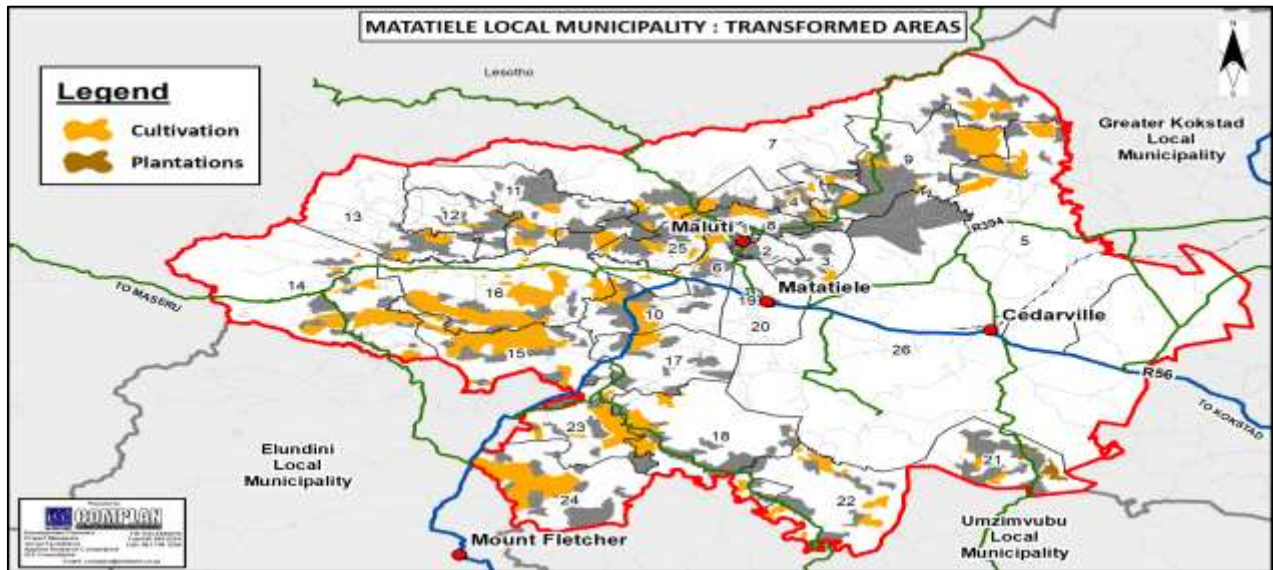 MATATIELE LOCAL MUNICIPALITY : TRANSFORMED AREAS
N
Legend
Cultivation
Plantations
Lesotho
Greater Kokstad
Local
Municipality
7
9
11
4
13
12
8
Maluti
25
2
R394
5
3
6
14
16
TO MASERU
Matatiele
19
10
20
Cedarville
15
26
17
R56
TO KOKSTAD
23
18
21
Elundini
Local
Municipality
24
22
Umzimvubu
Local
Municipality
COMPLAN
Mount Fletcher